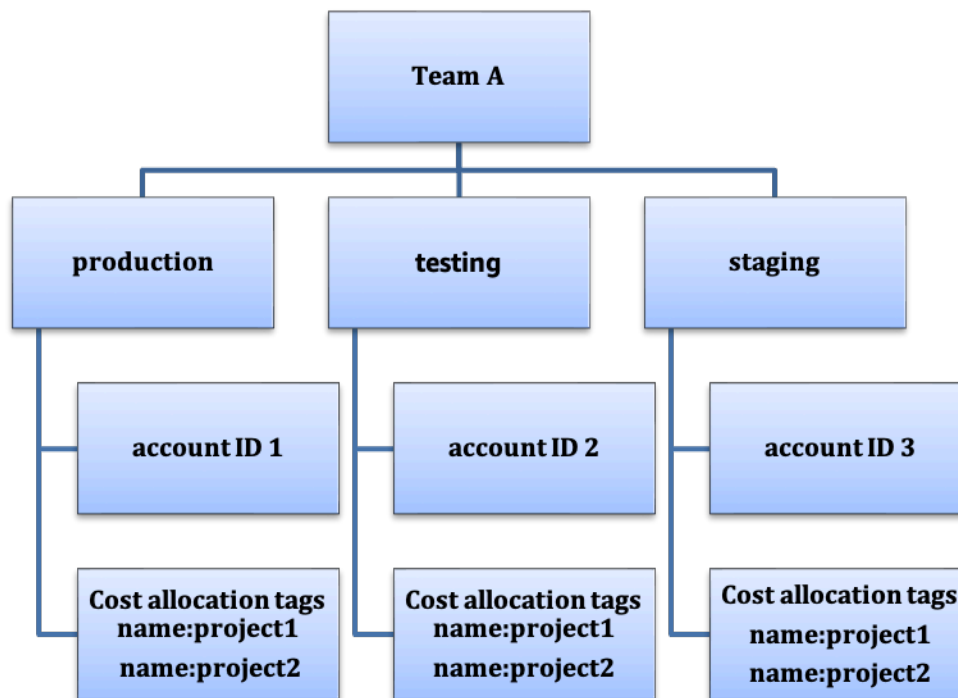 Team A
production
testing
staging
account ID 1
account ID 2
account ID 3
Cost allocation tags
name:project1
name:project2
Cost allocation tags
name:project1
name:project2
Cost allocation tags
name:project1
name:project2